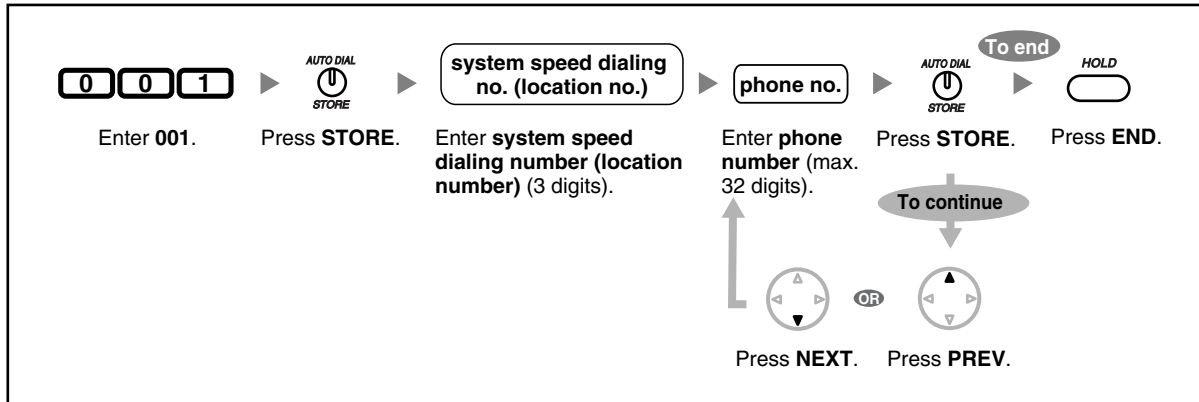 To end
AUTO DIAL
AUTO DIAL
HOLD
0 0 1
system speed dialing
no. (location no.)
phone no.
STORE
STORE
Enter 001.
Press STORE.
Enter system speed
dialing number (location
number) (3 digits).
Enter phone
number (max.
32 digits).
Press STORE.
Press END.
To continue
OR
Press NEXT.
Press PREV.